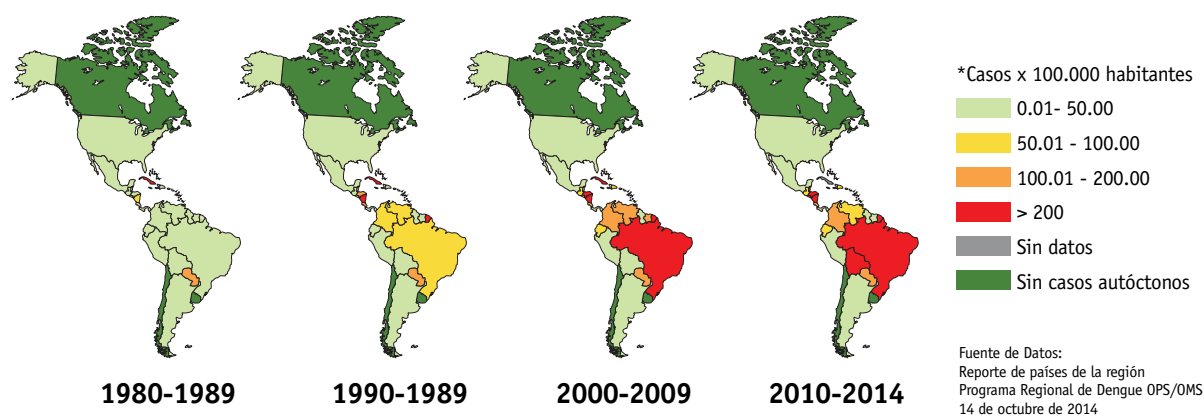 *Casos x 100.000 habitantes
0.01- 50.00
50.01 - 100.00
100.01 - 200.00
> 200
Sin datos
Sin casos autóctonos
Fuente de Datos:
Reporte de países de la región
Programa Regional de Dengue OPS/OMS
14 de octubre de 2014
1980-1989
1990-1989
2000-2009
2010-2014